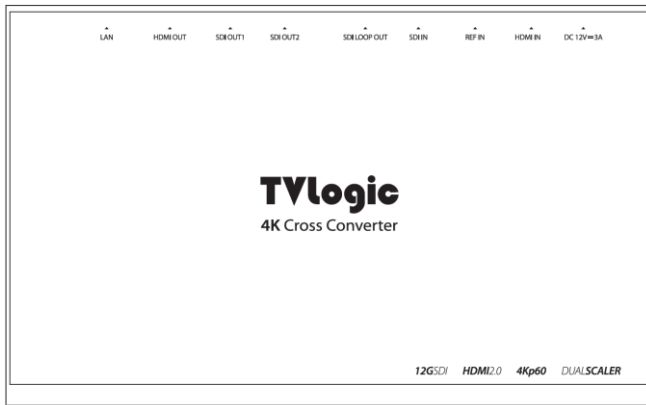 LAN HDMI OUT SDI OUT1 SDI OUT2 SDI LOOP OUT SDI IN REF IN HDMI IN DC 12V⎓3A
TVLogic
4K Cross Converter
12GSDI HDMI2.0 4Kp60 DUALSCALER